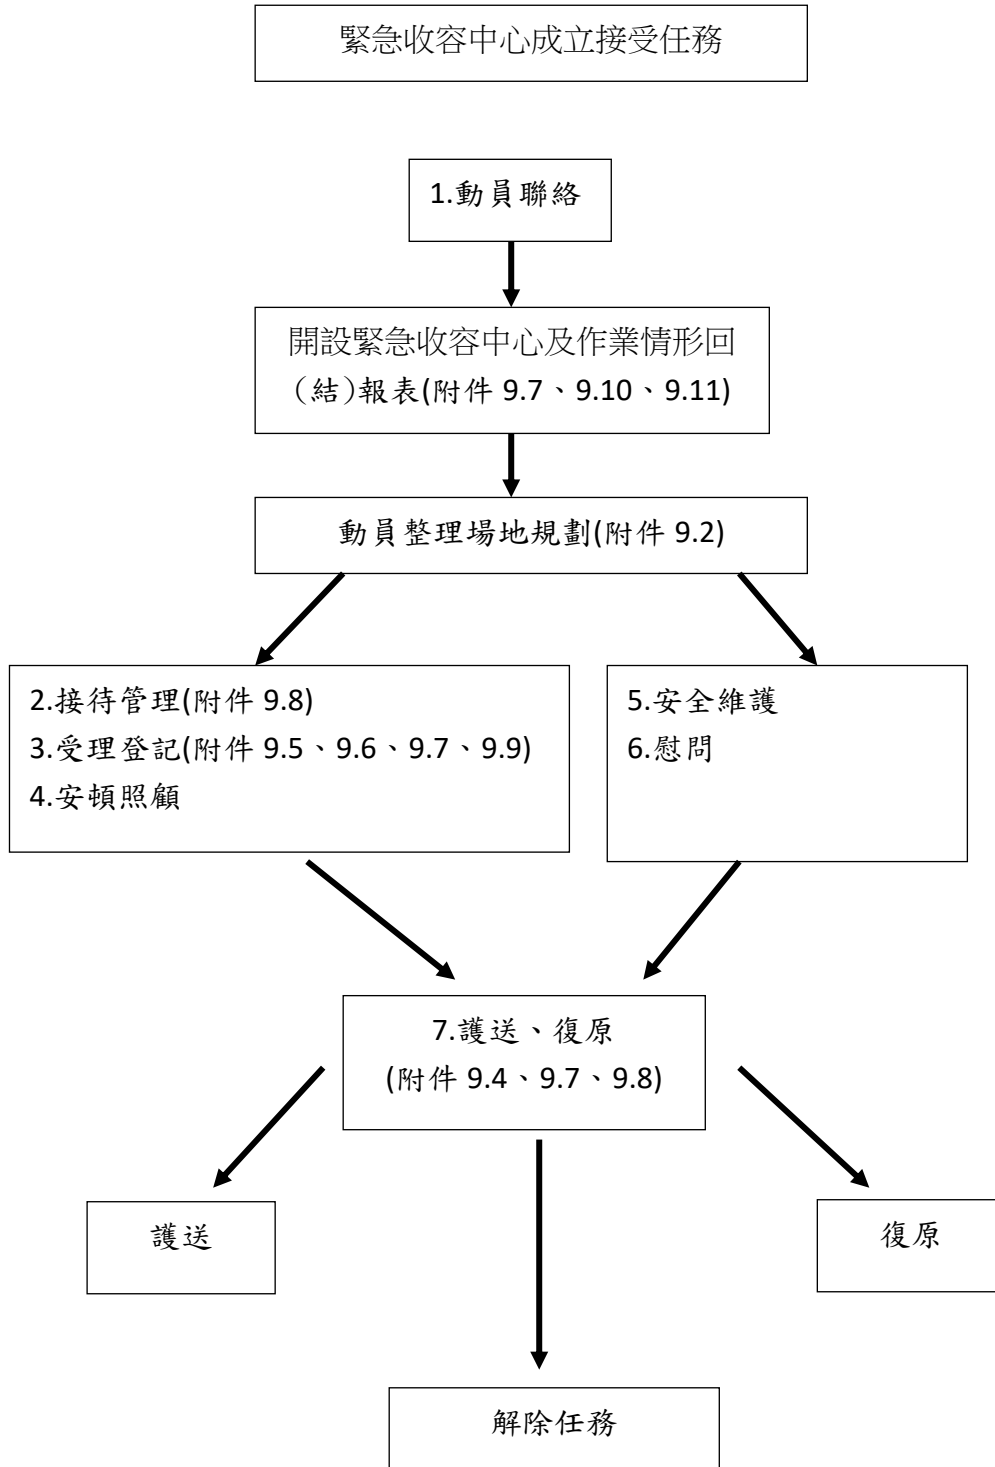 緊急收容中心成立接受任務
1.動員聯絡
開設緊急收容中心及作業情形回
(結)報表(附件 9.7、9.10、9.11)
動員整理場地規劃(附件 9.2)
2.接待管理(附件 9.8)
3.受理登記(附件 9.5、9.6、9.7、9.9)
4.安頓照顧
5.安全維護
6.慰問
7.護送、復原
(附件 9.4、9.7、9.8)
護送
復原
解除任務